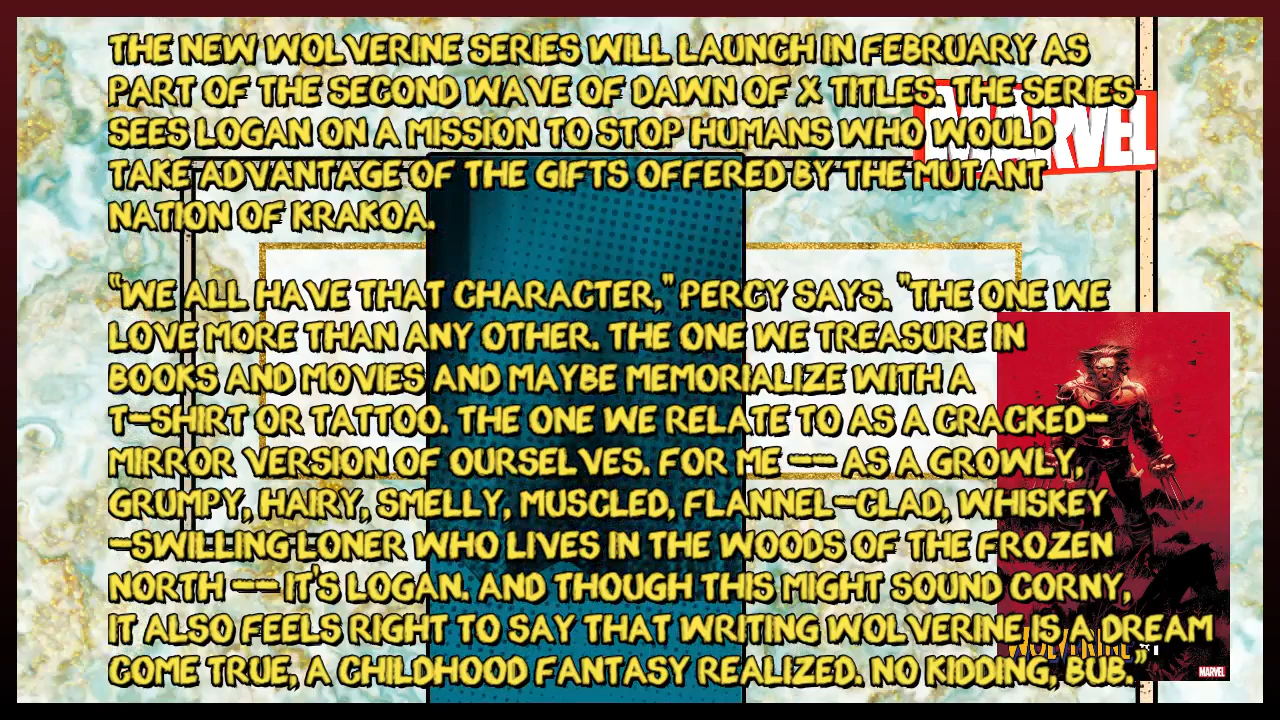 THE NEW WOLVERINE SERIES WILL LAUNCH IN FEBRUARY AS
PART OF THE SECOND WAVE OF DAWN OF X TITLES. THE SERIES
SEES LOGAN ON A MISSION TO STOP HUMANS WHO WOULD
TAKE ADVANTAGE OF THE GIFTS OFFERED BY THE MUTANT
NATION OF KRAKOA.
"WE ALL HAVE THAT CHARACTER," PERCY SAYS. "THE ONE WE
LOVE MORE THAN ANY OTHER. THE ONE WE TREASURE IN
BOOKS AND MOVIES AND MAYBE MEMORIALIZE WITH A
T-SHIRT OR TATTOO. THE ONE WE RELATE TO AS A CRACKED-
MIRROR VERSION OF OURSELVES. FOR ME -- AS A GROWLY,
GRUMPY, HAIRY, SMELLY, MUSCLED, FLANNEL-CLAD, WHISKEY
-SWILLING LONER WHO LIVES IN THE WOODS OF THE FROZEN
NORTH -- IT'S LOGAN. AND THOUGH THIS MIGHT SOUND CORNY,
IT ALSO FEELS RIGHT TO SAY THAT WRITING WOLVERINE IS A DREAM
COME TRUE, A CHILDHOOD FANTASY REALIZED. NO KIDDING, BUB."
MARVEL
WOLVERINE #1
MARVEL